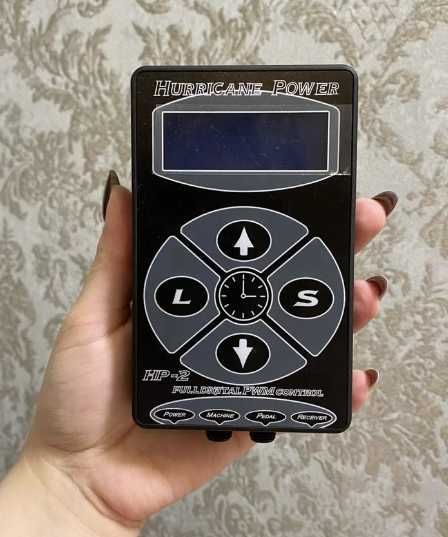 HURRICANE POWER
L
S
HP-2
FULL DIGITAL PWM CONTROL
POWER MACHINE PEDAL RECEIVER